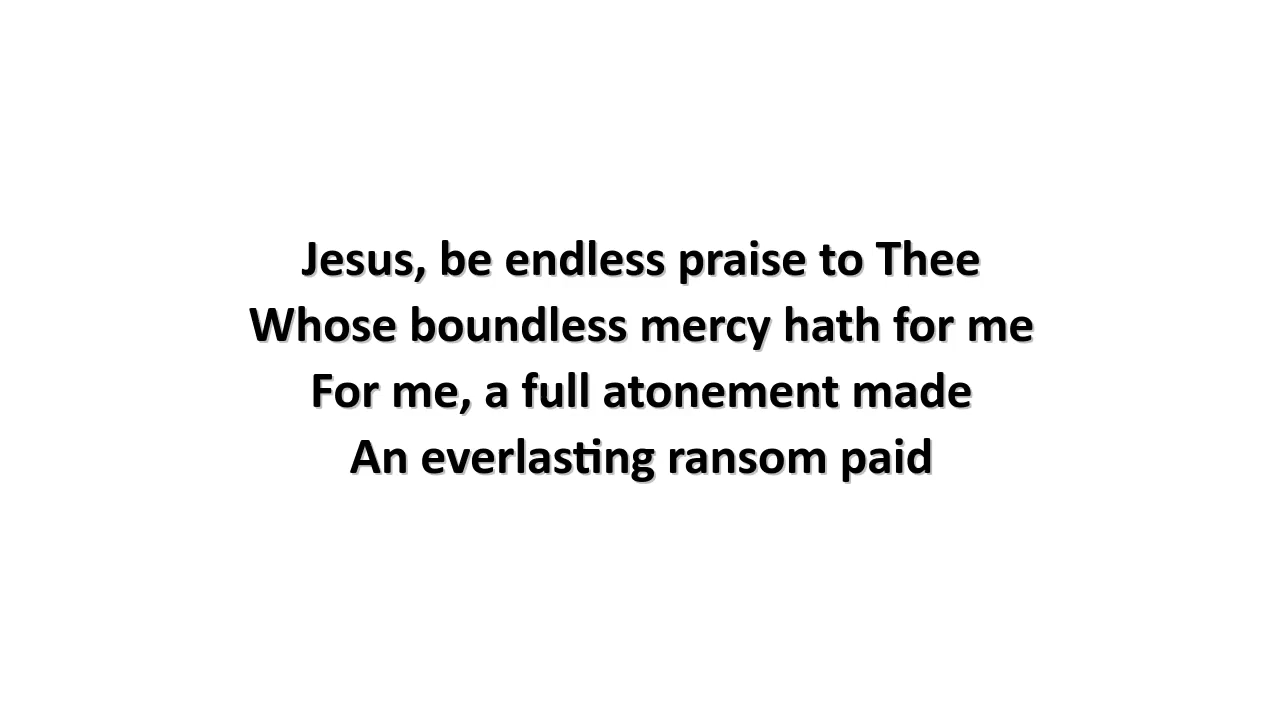 Jesus, be endless praise to Thee
Whose boundless mercy hath for me
For me, a full atonement made
An everlasting ransom paid